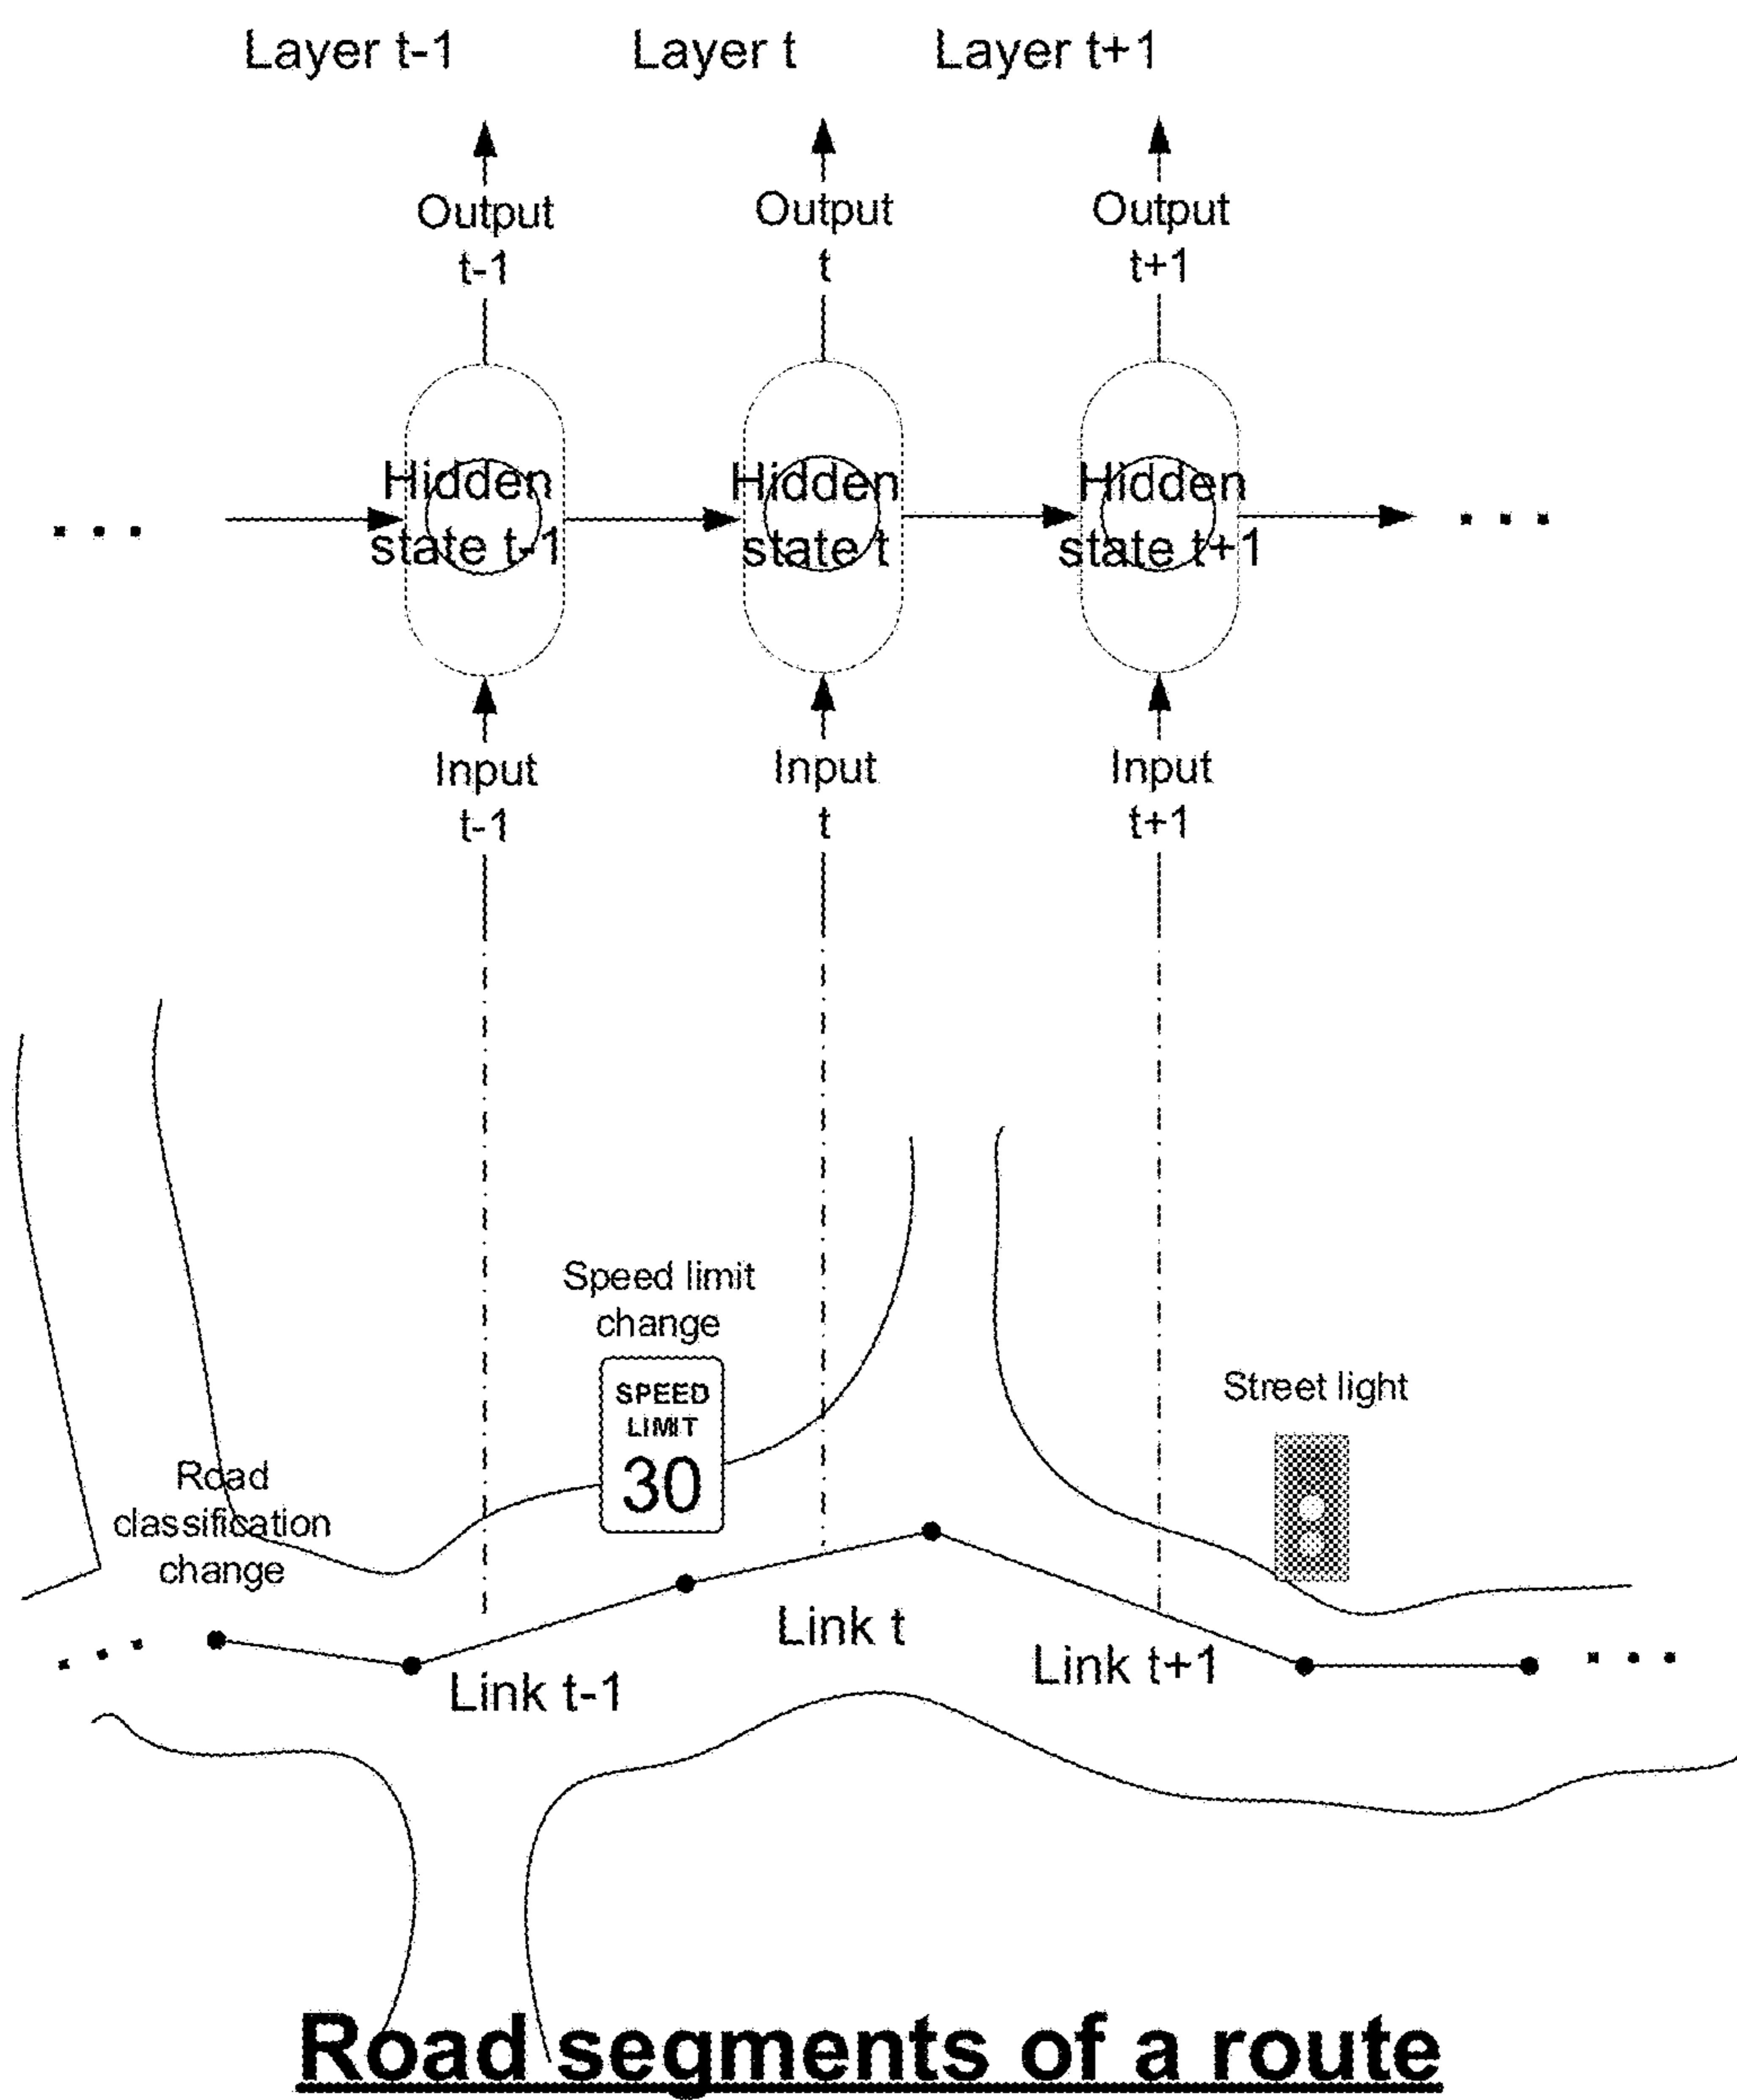 Layer t-1 Layer t Layer t+1
Output Output Output
t-1 t t+1
Hidden Hidden Hidden
state t-1 state t state t+1
Input Input Input
t-1 t t+1
Speed limit
change
SPEED
LIMIT
30
Street light
Road
classification
change
Link t-1
Link t
Link t+1
Road segments of a route